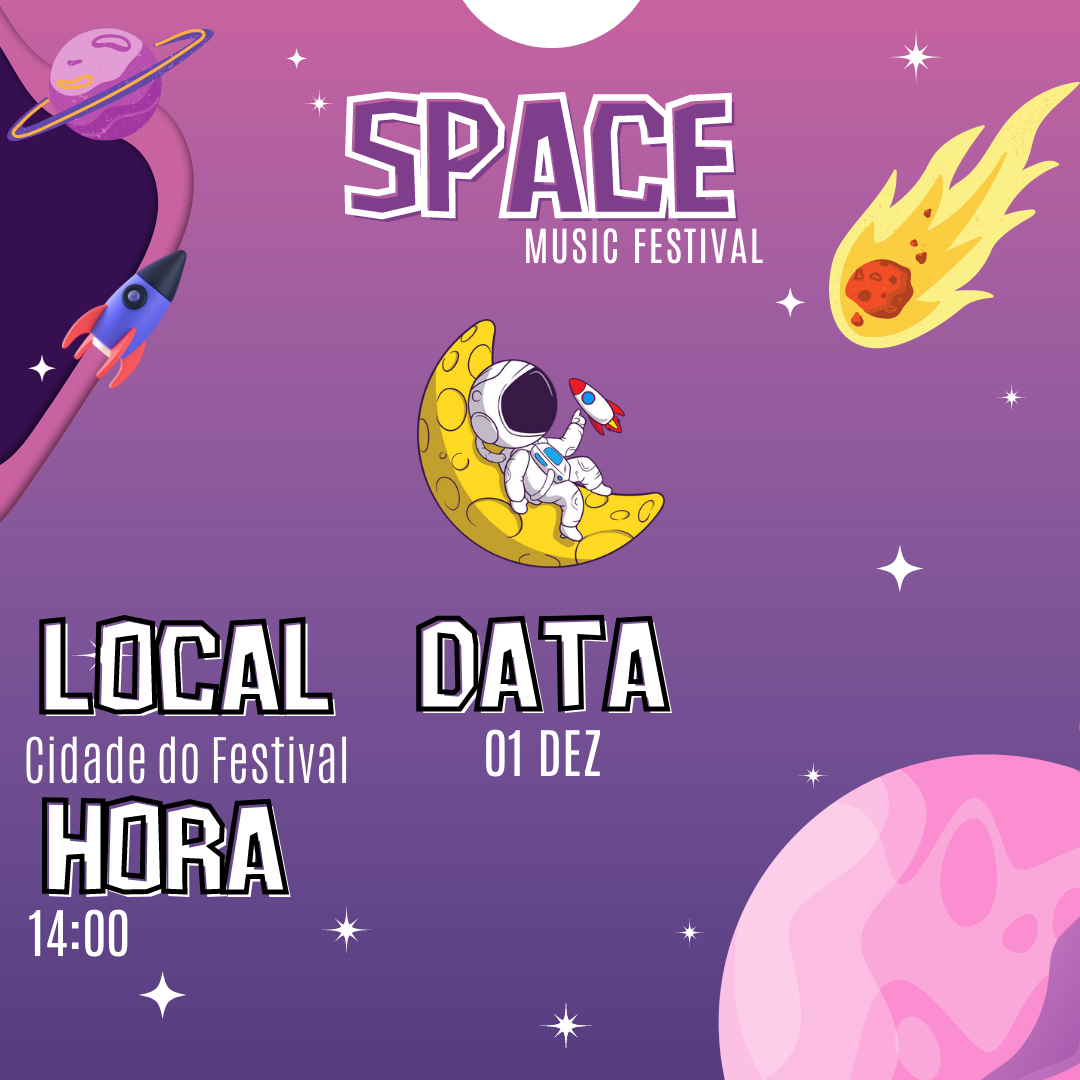 SPACE
MUSIC FESTIVAL
LOCAL
Cidade do Festival
DATA
01 DEZ
HORA
14:00